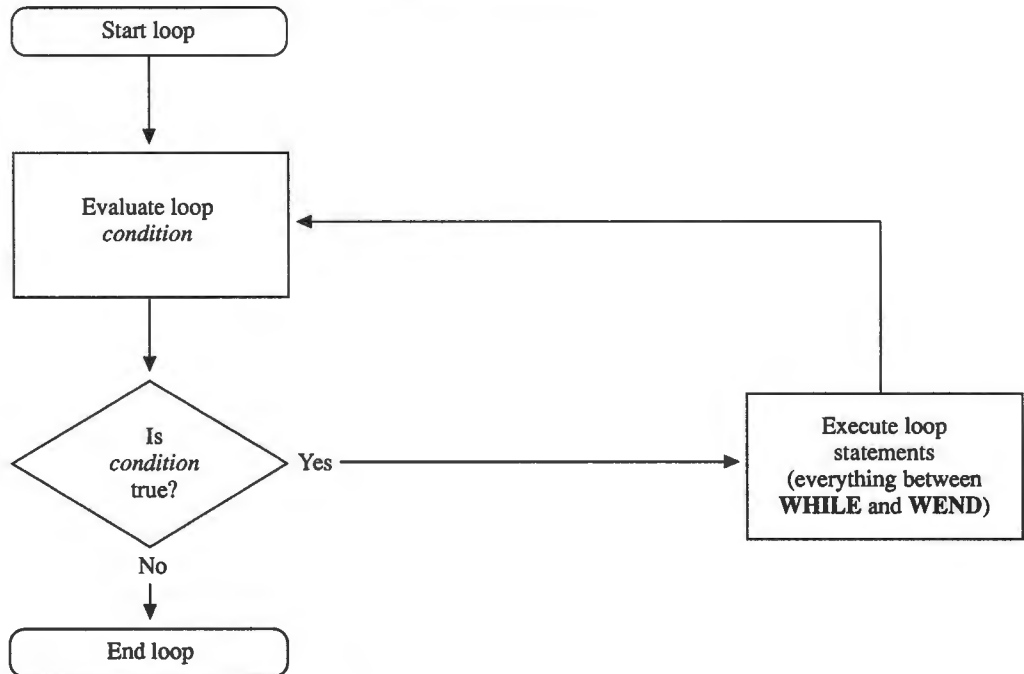 Start loop
Evaluate loop
condition
Is
condition
true?
Yes
Execute loop
statements
(everything between
WHILE and WEND)
No
End loop